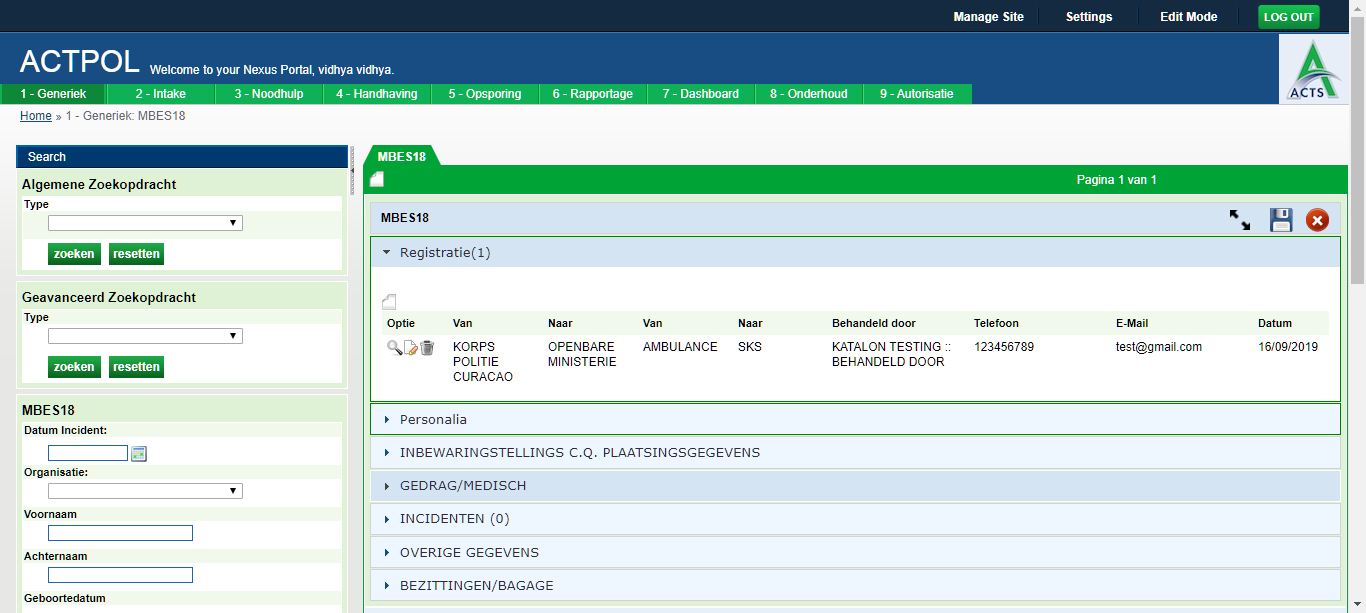 Manage Site Settings Edit Mode LOG OUT
ACTPOL Welcome to your Nexus Portal, vidhya vidhya.
ACTS
1 - Generiek 2 - Intake 3 - Noodhulp 4 - Handhaving 5 - Opsporing 6 - Rapportage 7 - Dashboard 8 - Onderhoud 9 - Autorisatie
Home » 1 - Generiek: MBES18
Search
Algemene Zoekopdracht
Type
zoeken resetten
Geavanceerd Zoekopdracht
Type
zoeken resetten
MBES18
Datum Incident:
Organisatie:
Voornaam
Achternaam
Geboortedatum
MBES18
Pagina 1 van 1
MBES18
Registratie(1)
Optie Van Naar Van Naar Behandeld door Telefoon E-Mail Datum
KORPS OPENBARE AMBULANCE SKS KATALON TESTING :: 123456789 test@gmail.com 16/09/2019
POLITIE MINISTERIE BEHANDELD DOOR
CURACAO
Personalia
INBEWARINGSTELLINGS C.Q. PLAATSINGSGEGEVENS
GEDRAG/MEDISCH
INCIDENTEN (0)
OVERIGE GEGEVENS
BEZITTINGEN/BAGAGE